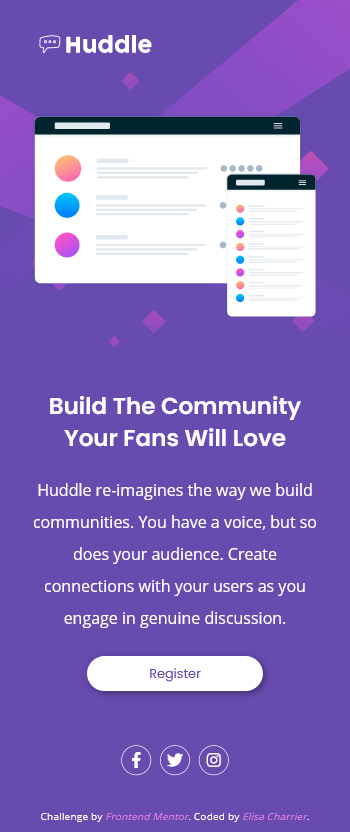 Huddle
Build The Community
Your Fans Will Love
Huddle re-imagines the way we build
communities. You have a voice, but so
does your audience. Create
connections with your users as you
engage in genuine discussion.
Register
Challenge by Frontend Mentor. Coded by Elisa Charrier.